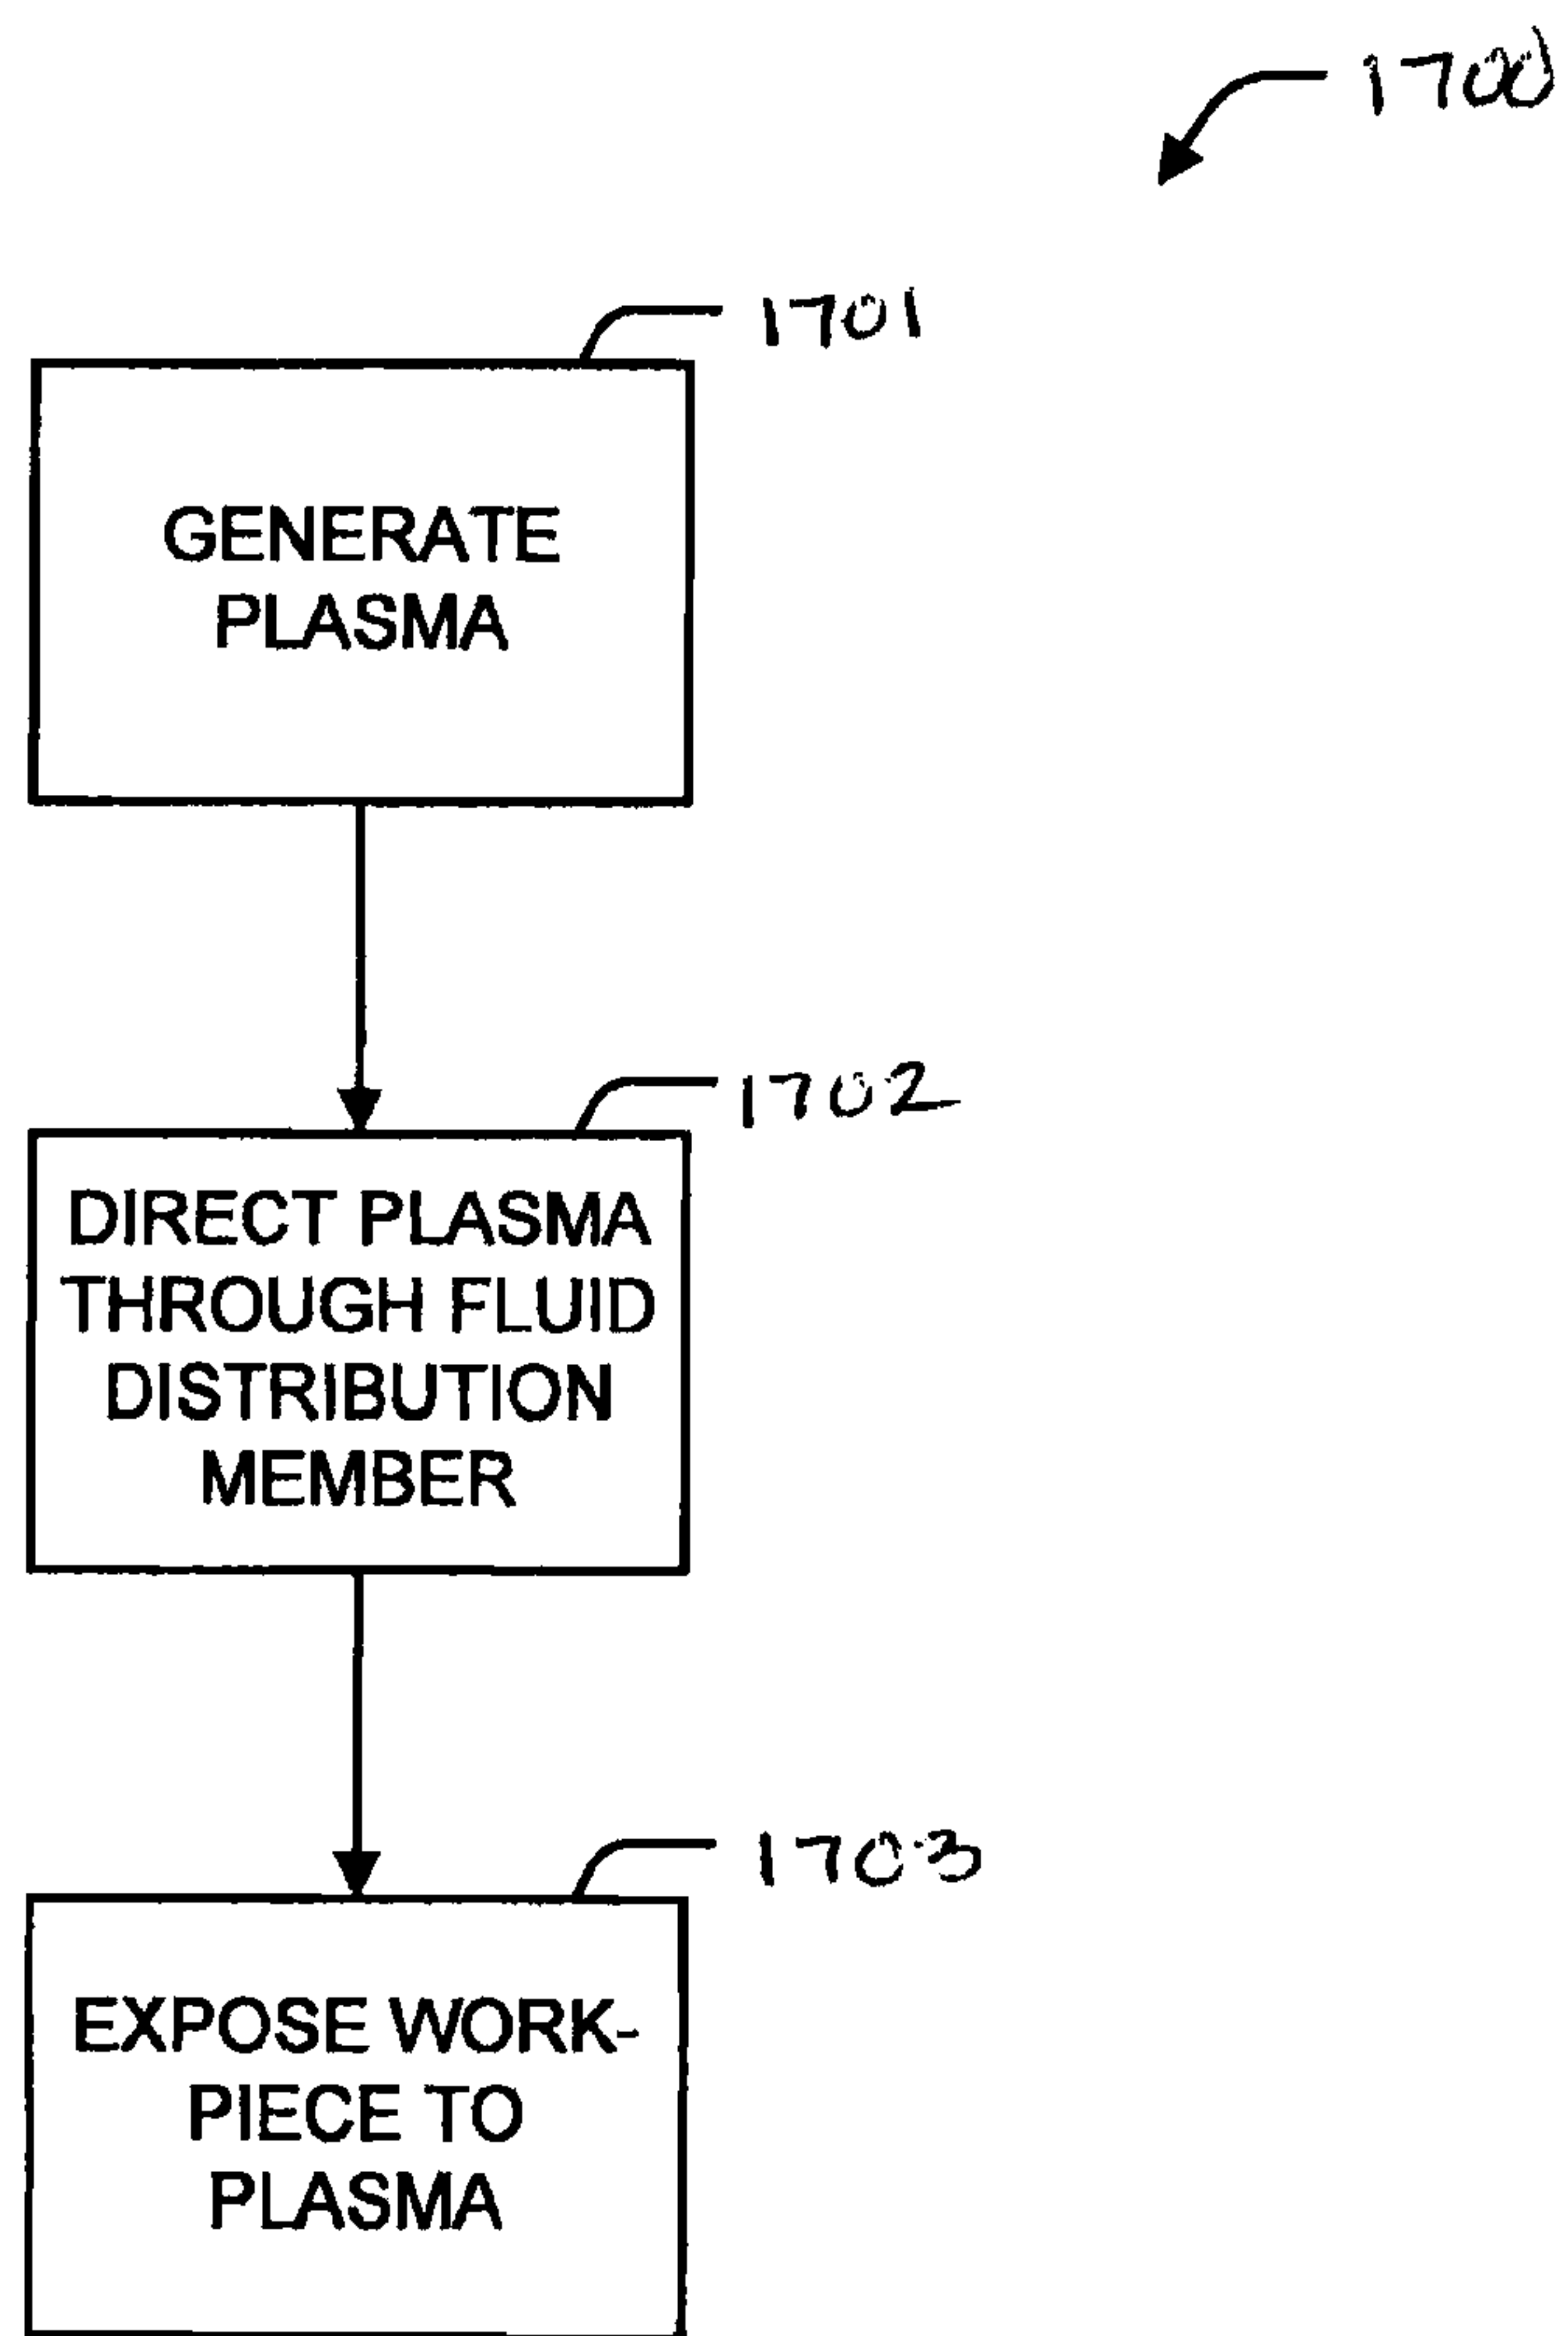 1700
1701
GENERATE
PLASMA
1702
DIRECT PLASMA
THROUGH FLUID
DISTRIBUTION
MEMBER
1703
EXPOSE WORK-
PIECE TO
PLASMA